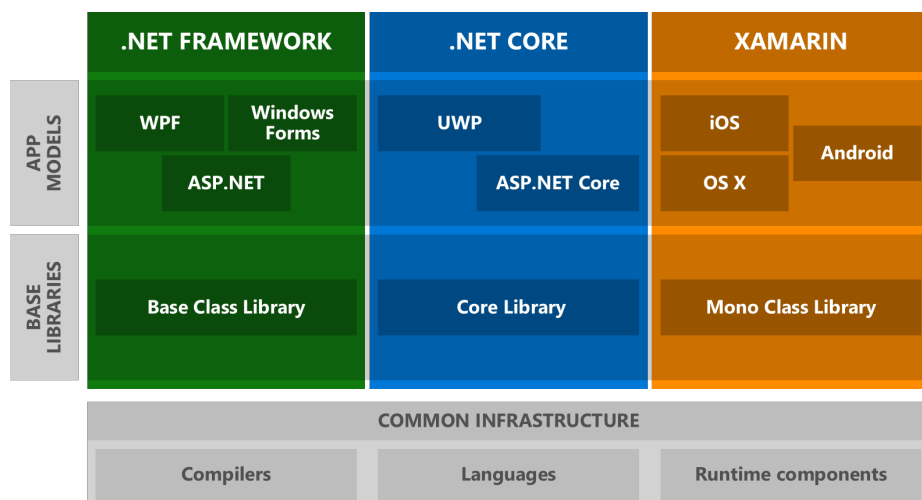 .NET FRAMEWORK
.NET CORE
XAMARIN
APP
MODELS
WPF
Windows
Forms
ASP.NET
UWP
ASP.NET Core
iOS
Android
OS X
BASE
LIBRARIES
Base Class Library
Core Library
Mono Class Library
COMMON INFRASTRUCTURE
Compilers
Languages
Runtime components